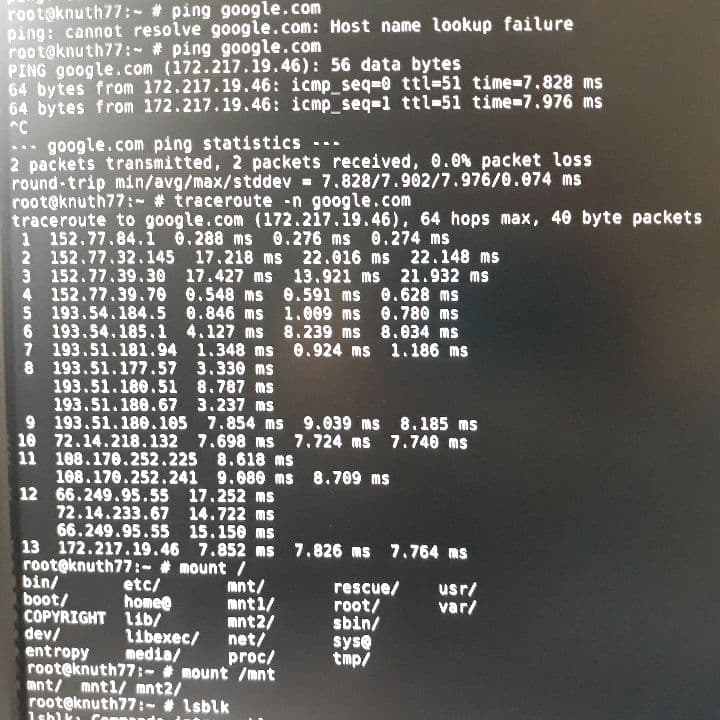 root@knuth77:~ # ping google.com
ping: cannot resolve google.com: Host name lookup failure
root@knuth77:~ # ping google.com
PING google.com (172.217.19.46): 56 data bytes
64 bytes from 172.217.19.46: icmp_seq=0 ttl=51 time=7.828 ms
64 bytes from 172.217.19.46: icmp_seq=1 ttl=51 time=7.976 ms
^C
--- google.com ping statistics ---
2 packets transmitted, 2 packets received, 0.0% packet loss
round-trip min/avg/max/stddev = 7.828/7.902/7.976/0.074 ms
root@knuth77:~ # traceroute -n google.com
traceroute to google.com (172.217.19.46), 64 hops max, 40 byte packets
1 152.77.84.1 0.288 ms 0.276 ms 0.274 ms
2 152.77.32.145 17.218 ms 22.016 ms 22.148 ms
3 152.77.39.30 17.427 ms 13.921 ms 21.932 ms
4 152.77.39.70 0.548 ms 0.591 ms 0.628 ms
5 193.54.184.5 0.846 ms 1.009 ms 0.780 ms
6 193.54.185.1 4.127 ms 8.239 ms 8.034 ms
7 193.51.181.94 1.348 ms 0.924 ms 1.186 ms
8 193.51.177.57 3.330 ms
193.51.180.51 8.787 ms
193.51.180.67 3.237 ms
9 193.51.180.105 7.854 ms 9.039 ms 8.185 ms
10 72.14.218.132 7.698 ms 7.724 ms 7.740 ms
11 108.170.252.225 8.618 ms
108.170.252.241 9.080 ms 8.709 ms
12 66.249.95.55 17.252 ms
72.14.233.67 14.722 ms
66.249.95.55 15.150 ms
13 172.217.19.46 7.852 ms 7.826 ms 7.764 ms
root@knuth77:~ # mount /
bin/ etc/ mnt/ rescue/ usr/
boot/ home@ mnt1/ root/ var/
COPYRIGHT lib/ mnt2/ sbin/
dev/ libexec/ net/ sys@
entropy media/ proc/ tmp/
root@knuth77:~ # mount /mnt
mnt/ mnt1/ mnt2/
root@knuth77:~ # lsblk
lsblk: Command